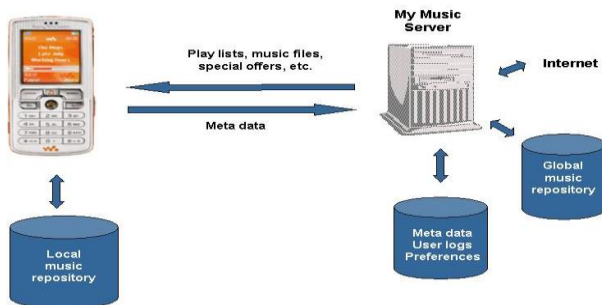 My Music
Server
Play lists, music files,
special offers, etc.
Internet
Meta data
Global
music
repository
Local
music
repository
Meta data
User logs
Preferences